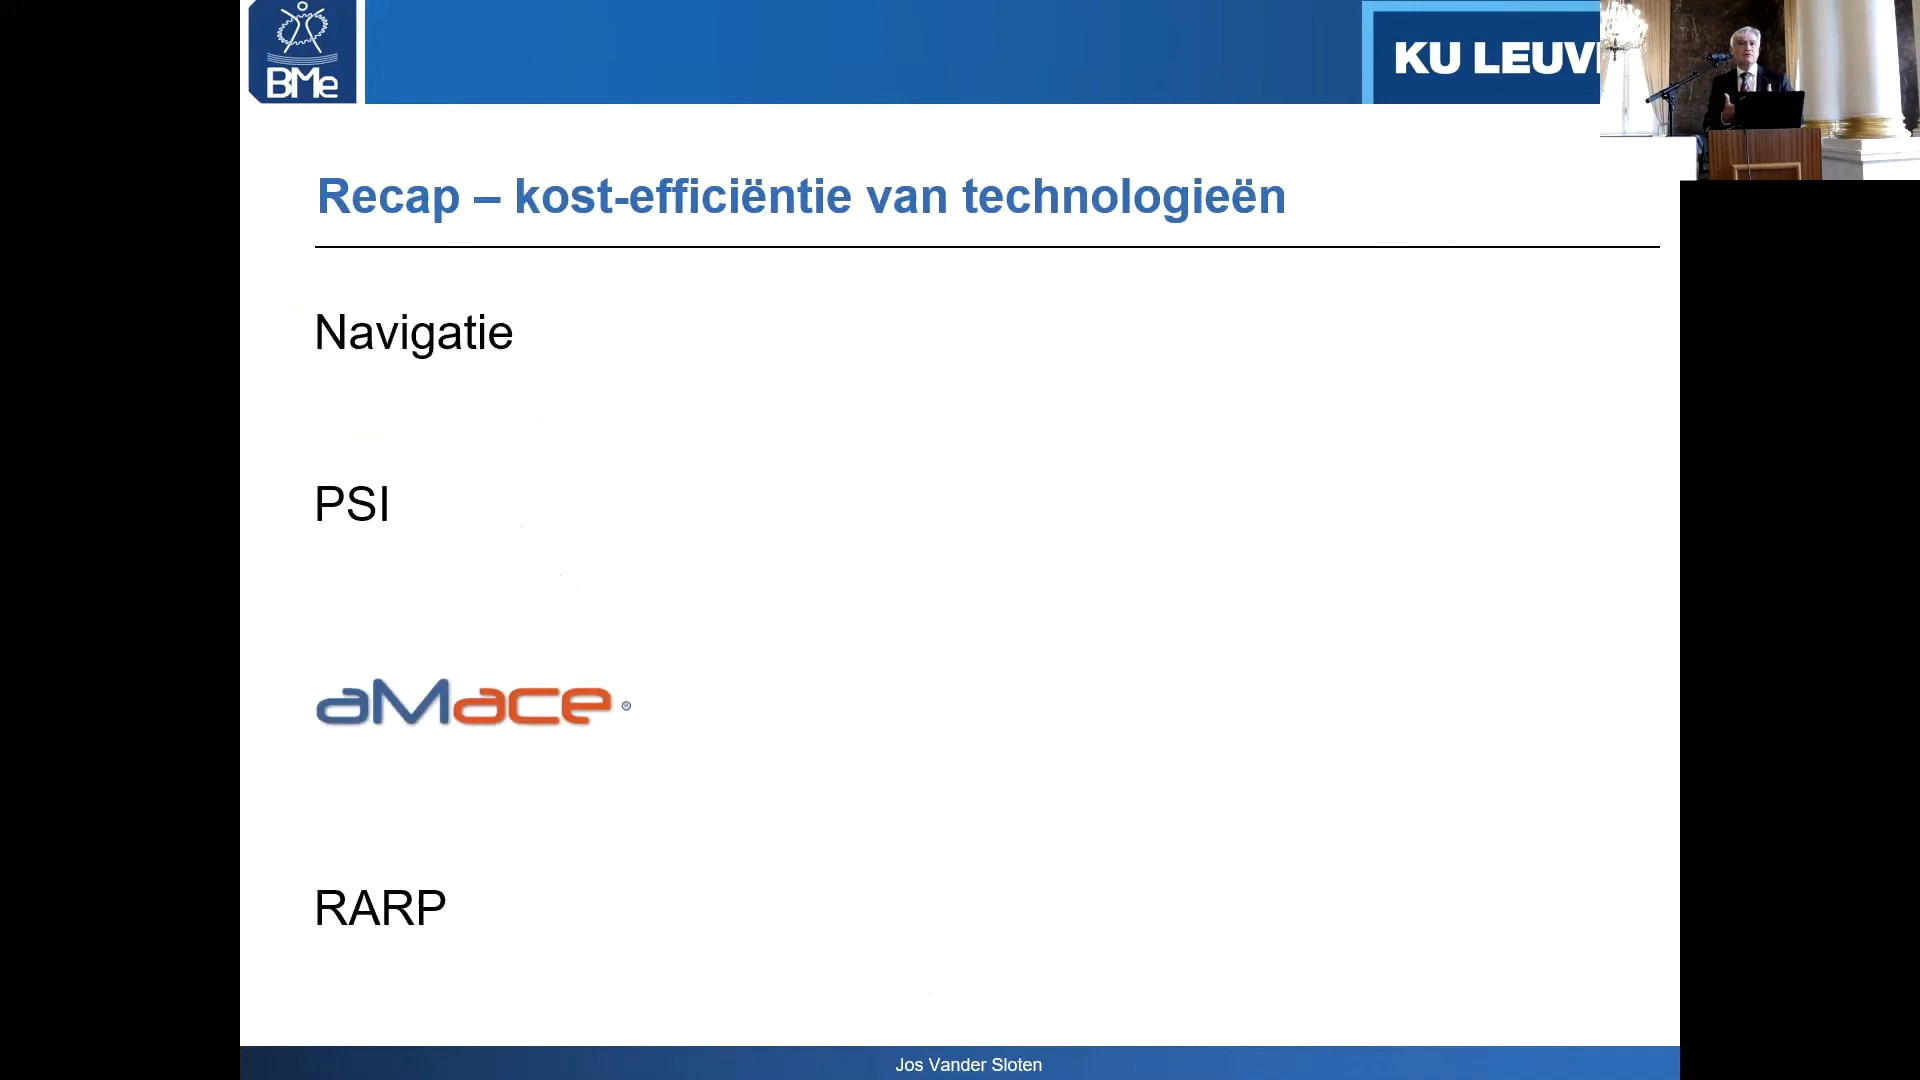 BMe
KU LEUV
Recap – kost-efficiëntie van technologieën
Navigatie
PSI
aMace ®
RARP
Jos Vander Sloten